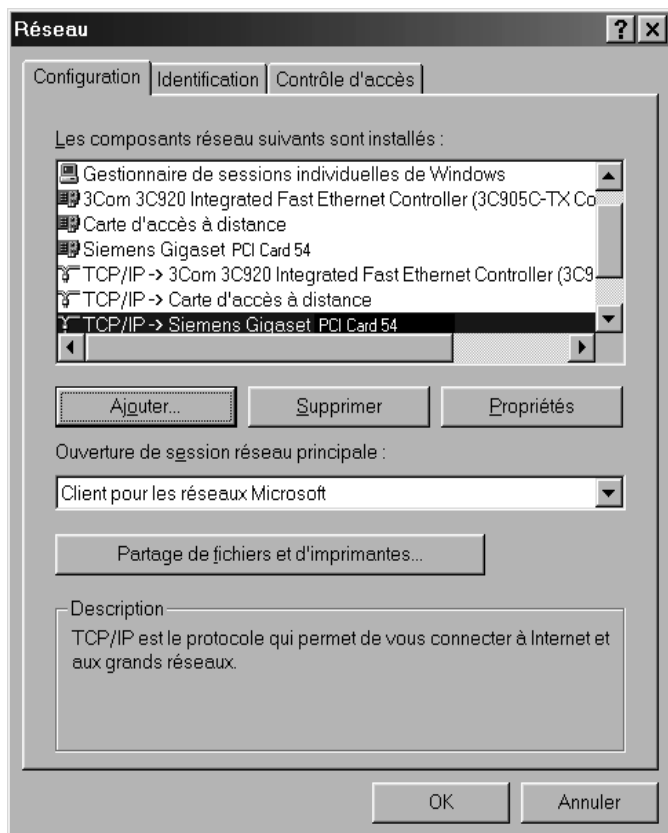 Réseau
Configuration Identification Contrôle d'accès
Les composants réseau suivants sont installés :
Gestionnaire de sessions individuelles de Windows
3Com 3C920 Integrated Fast Ethernet Controller (3C905C-TX Co
Carte d'accès à distance
Siemens Gigaset PCI Card 54
TCP/IP -> 3Com 3C920 Integrated Fast Ethernet Controller (3C9
TCP/IP -> Carte d'accès à distance
TCP/IP -> Siemens Gigaset PCI Card 54
Ajouter... Supprimer Propriétés
Ouverture de session réseau principale :
Client pour les réseaux Microsoft
Partage de fichiers et d'imprimantes...
Description
TCP/IP est le protocole qui permet de vous connecter à Internet et
aux grands réseaux.
OK Annuler